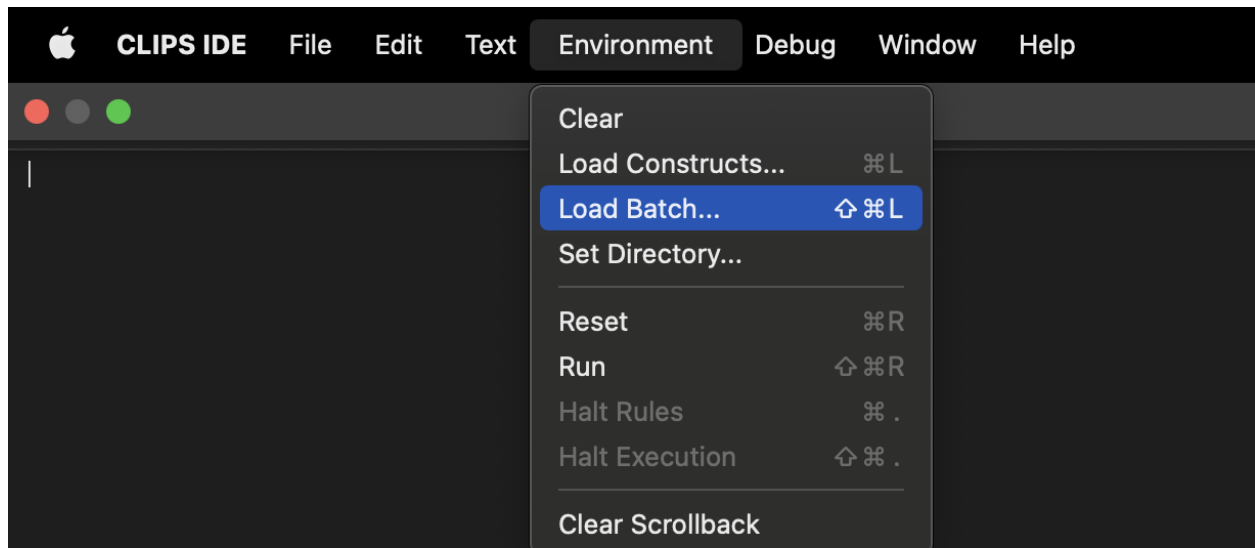 CLIPS IDE File Edit Text Environment Debug Window Help
Clear
Load Constructs... ⌘L
Load Batch... ⇧⌘L
Set Directory...
Reset ⌘R
Run ⇧⌘R
Halt Rules ⌘.
Halt Execution ⇧⌘.
Clear Scrollback